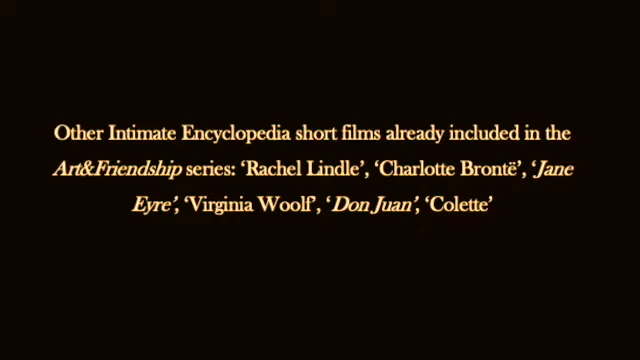 Other Intimate Encyclopedia short films already included in the
Art&Friendship series: ‘Rachel Lindle’, ‘Charlotte Brontë’, ‘Jane
Eyre’, ‘Virginia Woolf’, ‘Don Juan’, ‘Colette’